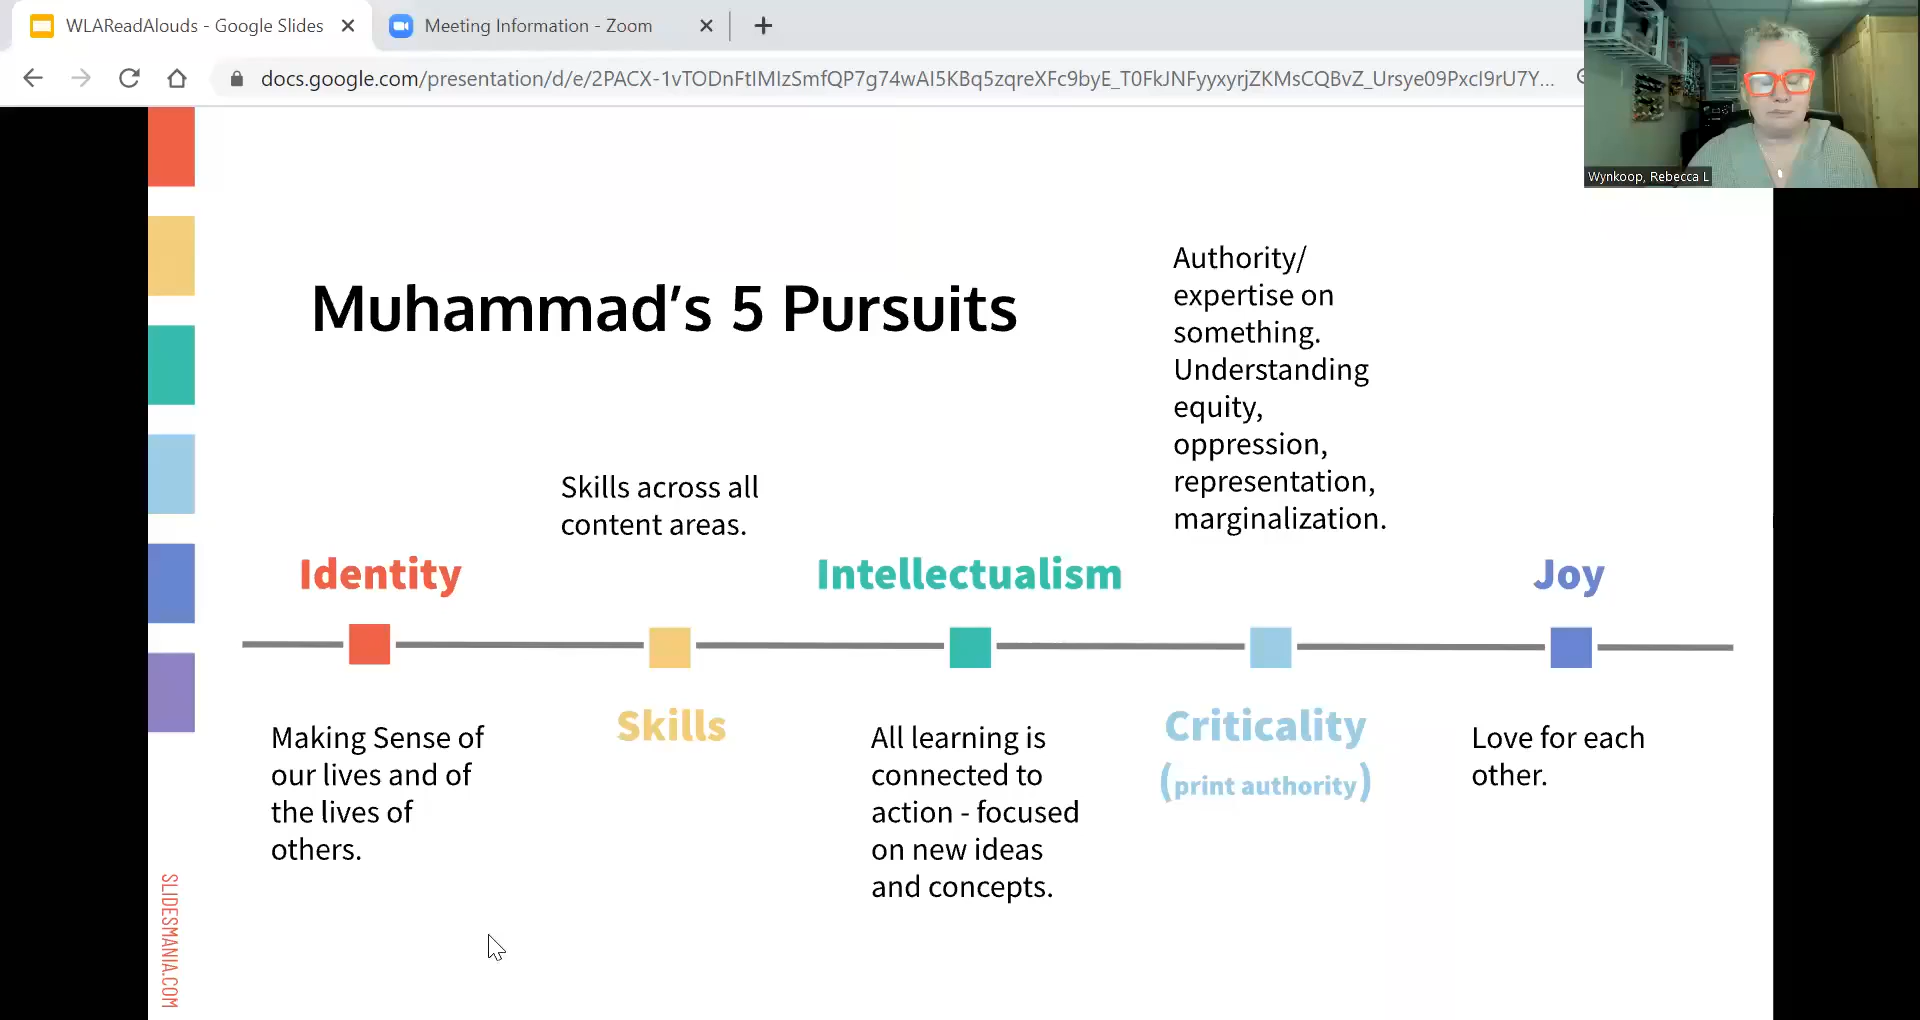 WLAReadAlouds - Google Slides
Meeting Information - Zoom
docs.google.com/presentation/d/e/2PACX-1vTODnFtIMIzSmfQP7g74wAI5KBq5zqreXFc9byE_T0FkJNFyyxyrjZKMsCQBvZ_Ursye09PxcI9rU7Y...
Wynkoop, Rebecca L
Muhammad's 5 Pursuits
Authority/
expertise on
something.
Understanding
equity,
oppression,
representation,
marginalization.
Skills across all
content areas.
Identity
Intellectualism
Joy
Making Sense of
our lives and of
the lives of
others.
Skills
All learning is
connected to
action - focused
on new ideas
and concepts.
Criticality
(print authority)
Love for each
other.
SLIDESMANIA.COM